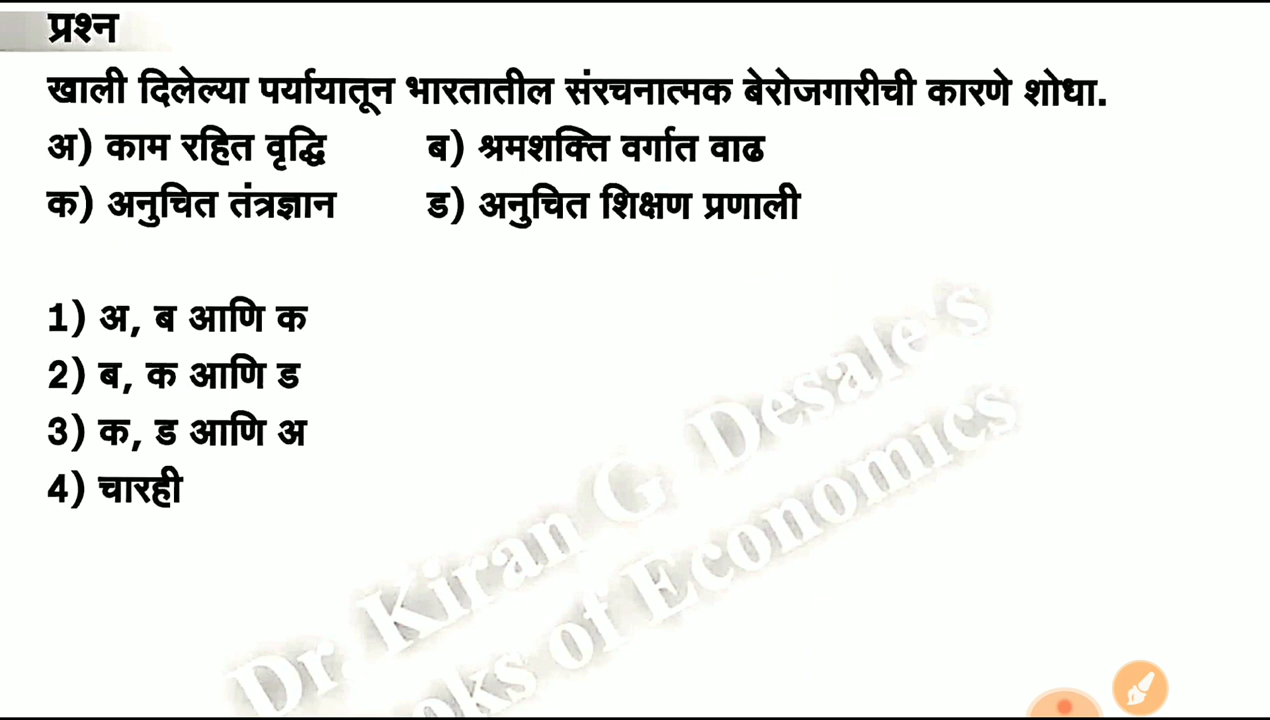 प्रश्न
खाली दिलेल्या पर्यायातून भारतातील संरचनात्मक बेरोजगारीची कारणे शोधा.
अ) काम रहित वृद्धि ब) श्रमशक्ति वर्गात वाढ
क) अनुचित तंत्रज्ञान ड) अनुचित शिक्षण प्रणाली
1) अ, ब आणि क
2) ब, क आणि ड
3) क, ड आणि अ
4) चारही
Dr Kiran G Desale's
of Economics